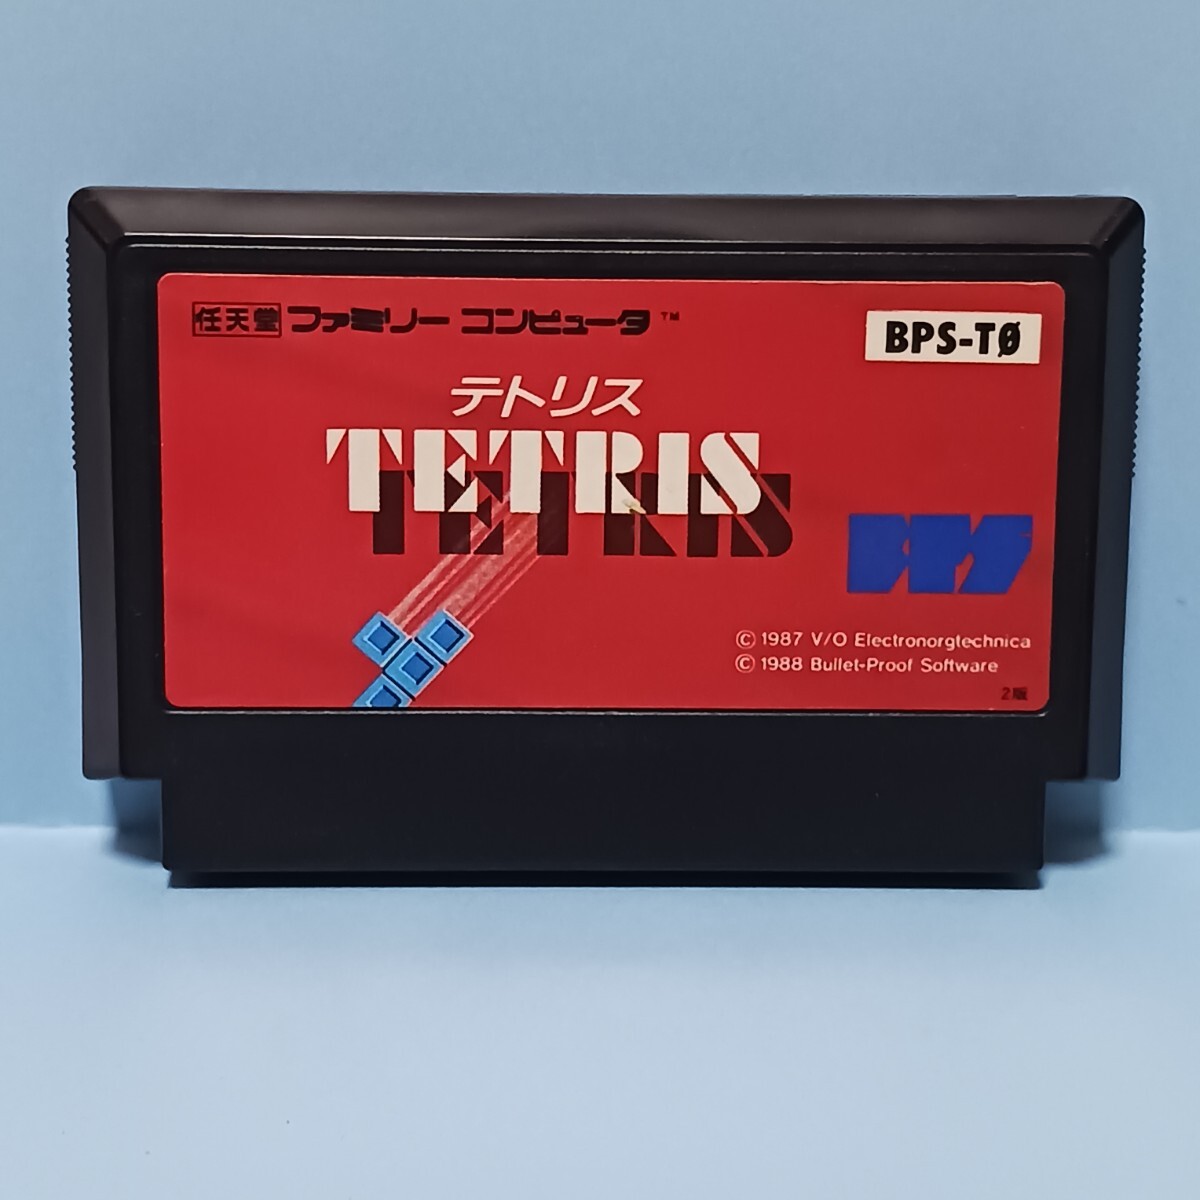 任天堂 ファミリー コンピュータ™
BPS-TØ
テトリス
TETRIS
TETRIS
BPS
© 1987 V/O Electronorgtechnica
© 1988 Bullet-Proof Software
2版